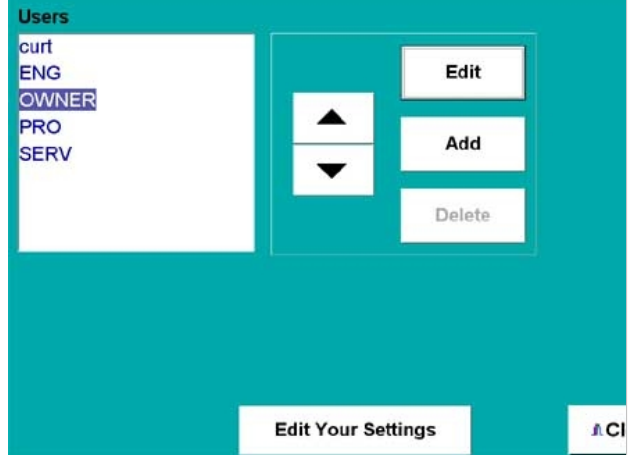 Users
curt
ENG
OWNER
PRO
SERV
Edit
Add
Delete
Edit Your Settings